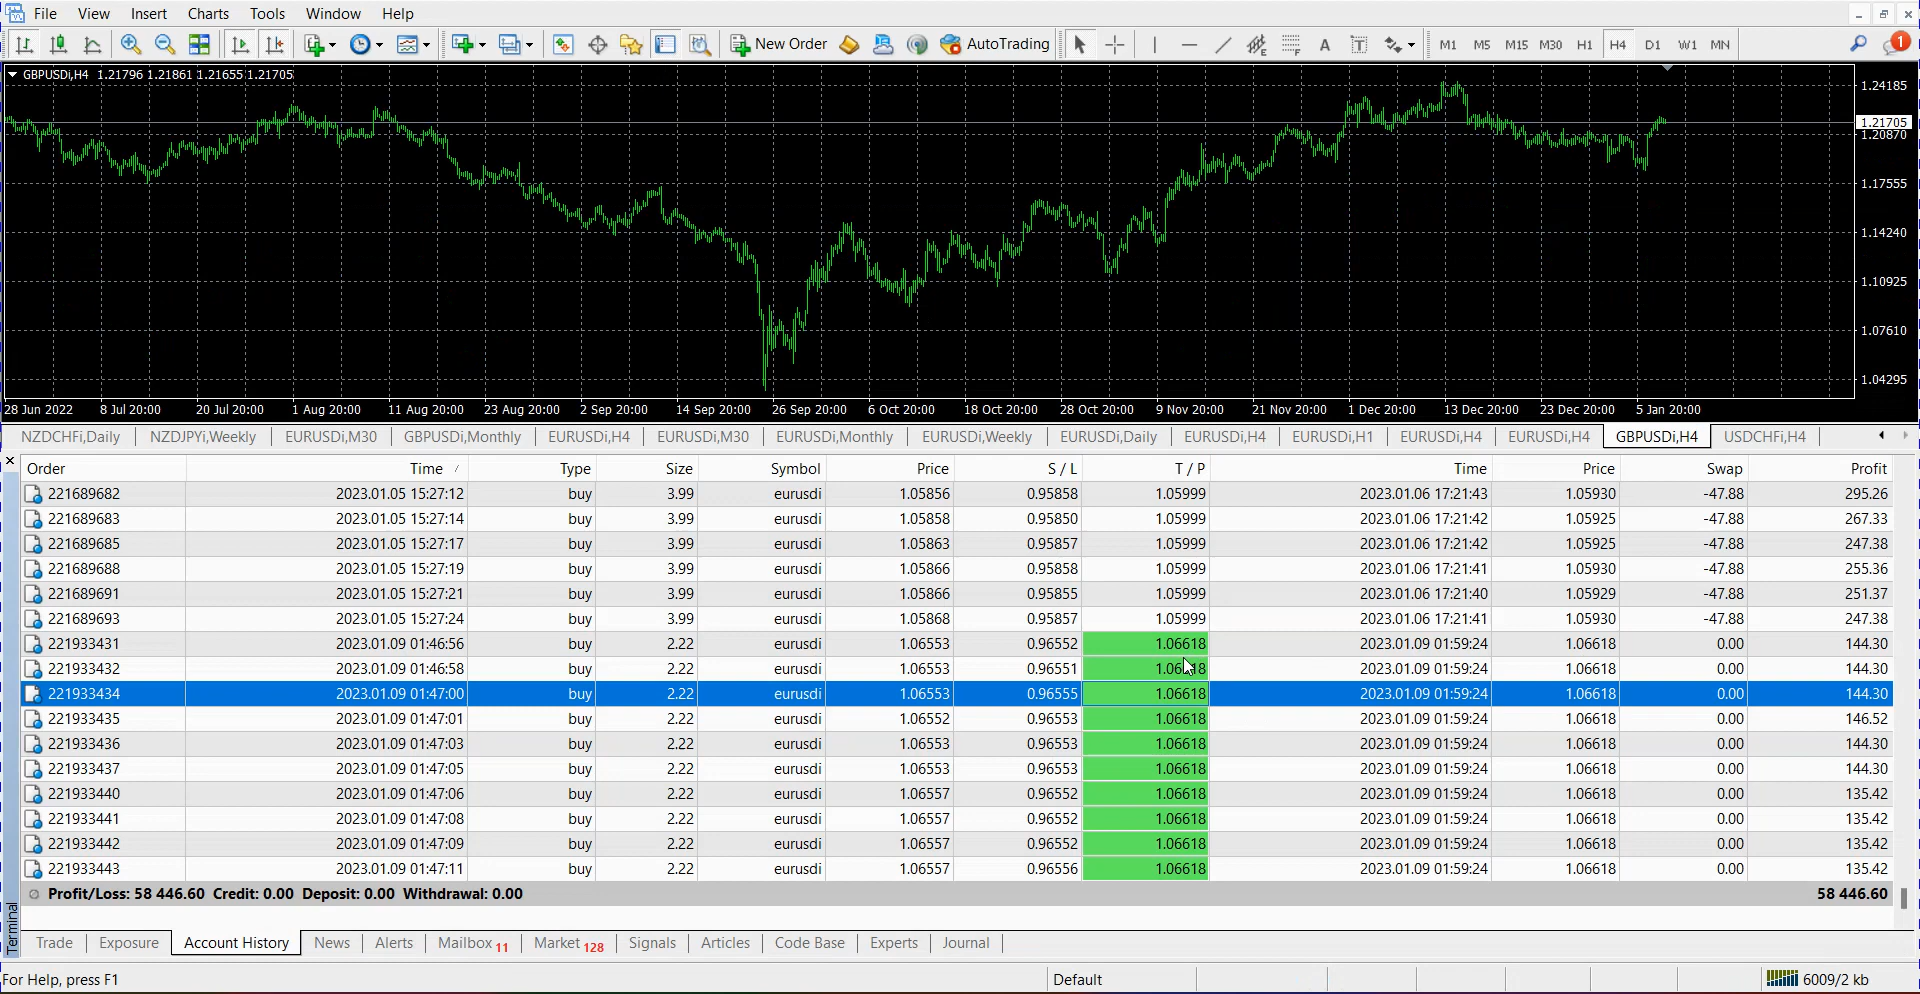 File View Insert Charts Tools Window Help
New Order AutoTrading A T M1 M5 M15 M30 H1 H4 D1 W1 MN 1
GBPUSDi,H4 1.21796 1.21861 1.21655 1.21705
1.24185
1.21705
1.20870
1.17555
1.14240
1.10925
1.07610
1.04295
28 Jun 2022 8 Jul 20:00 20 Jul 20:00 1 Aug 20:00 11 Aug 20:00 23 Aug 20:00 2 Sep 20:00 14 Sep 20:00 26 Sep 20:00 6 Oct 20:00 18 Oct 20:00 28 Oct 20:00 9 Nov 20:00 21 Nov 20:00 1 Dec 20:00 13 Dec 20:00 23 Dec 20:00 5 Jan 20:00
NZDCHFi,Daily NZDJPYi,Weekly EURUSDi,M30 GBPUSDi,Monthly EURUSDi,H4 EURUSDi,M30 EURUSDi,Monthly EURUSDi,Weekly EURUSDi,Daily EURUSDi,H4 EURUSDi,H1 EURUSDi,H4 EURUSDi,H4 GBPUSDi,H4 USDCHFi,H4
Order Time / Type Size Symbol Price S / L T / P Time Price Swap Profit
221689682 2023.01.05 15:27:12 buy 3.99 eurusdi 1.05856 0.95858 1.05999 2023.01.06 17:21:43 1.05930 -47.88 295.26
221689683 2023.01.05 15:27:14 buy 3.99 eurusdi 1.05858 0.95850 1.05999 2023.01.06 17:21:42 1.05925 -47.88 267.33
221689685 2023.01.05 15:27:17 buy 3.99 eurusdi 1.05863 0.95857 1.05999 2023.01.06 17:21:42 1.05925 -47.88 247.38
221689688 2023.01.05 15:27:19 buy 3.99 eurusdi 1.05866 0.95858 1.05999 2023.01.06 17:21:41 1.05930 -47.88 255.36
221689691 2023.01.05 15:27:21 buy 3.99 eurusdi 1.05866 0.95855 1.05999 2023.01.06 17:21:40 1.05929 -47.88 251.37
221689693 2023.01.05 15:27:24 buy 3.99 eurusdi 1.05868 0.95857 1.05999 2023.01.06 17:21:41 1.05930 -47.88 247.38
221933431 2023.01.09 01:46:56 buy 2.22 eurusdi 1.06553 0.96552 1.06618 2023.01.09 01:59:24 1.06618 0.00 144.30
221933432 2023.01.09 01:46:58 buy 2.22 eurusdi 1.06553 0.96551 1.06618 2023.01.09 01:59:24 1.06618 0.00 144.30
221933434 2023.01.09 01:47:00 buy 2.22 eurusdi 1.06553 0.96555 1.06618 2023.01.09 01:59:24 1.06618 0.00 144.30
221933435 2023.01.09 01:47:01 buy 2.22 eurusdi 1.06552 0.96553 1.06618 2023.01.09 01:59:24 1.06618 0.00 146.52
221933436 2023.01.09 01:47:03 buy 2.22 eurusdi 1.06553 0.96553 1.06618 2023.01.09 01:59:24 1.06618 0.00 144.30
221933437 2023.01.09 01:47:05 buy 2.22 eurusdi 1.06553 0.96553 1.06618 2023.01.09 01:59:24 1.06618 0.00 144.30
221933440 2023.01.09 01:47:06 buy 2.22 eurusdi 1.06557 0.96552 1.06618 2023.01.09 01:59:24 1.06618 0.00 135.42
221933441 2023.01.09 01:47:08 buy 2.22 eurusdi 1.06557 0.96552 1.06618 2023.01.09 01:59:24 1.06618 0.00 135.42
221933442 2023.01.09 01:47:09 buy 2.22 eurusdi 1.06557 0.96552 1.06618 2023.01.09 01:59:24 1.06618 0.00 135.42
221933443 2023.01.09 01:47:11 buy 2.22 eurusdi 1.06557 0.96556 1.06618 2023.01.09 01:59:24 1.06618 0.00 135.42
Profit/Loss: 58 446.60 Credit: 0.00 Deposit: 0.00 Withdrawal: 0.00 58 446.60
Terminal
Trade Exposure Account History News Alerts Mailbox 11 Market 128 Signals Articles Code Base Experts Journal
For Help, press F1 Default 6009/2 kb